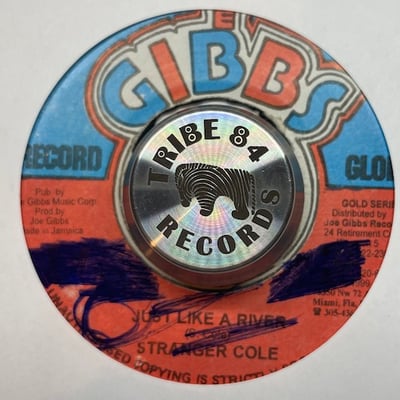 GIBBS
RECORD
GLO
TRIBE 84
RECORDS
Pub by
Gibbs Music Corp.
Prod by
Joe Gibbs
Made in Jamaica
GOLD SERIE
Distributed by
Joe Gibbs Reco
24 Retirement C
Miami, Fla.
JUST LIKE A RIVER
STRANGER COLE
COPYING IS STRICTLY